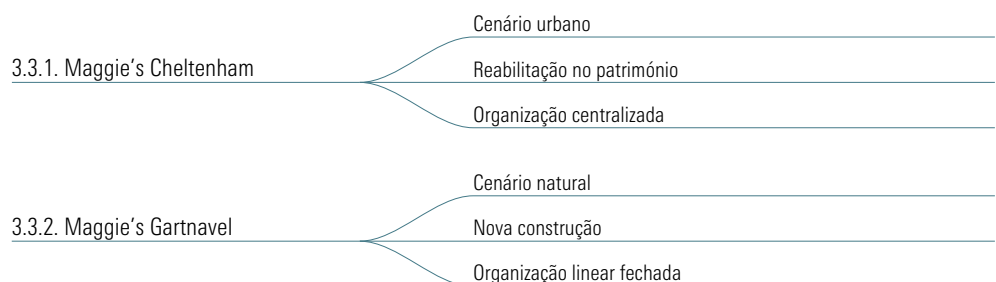 Cenário urbano
3.3.1. Maggie's Cheltenham
Reabilitação no património
Organização centralizada
Cenário natural
3.3.2. Maggie's Gartnavel
Nova construção
Organização linear fechada